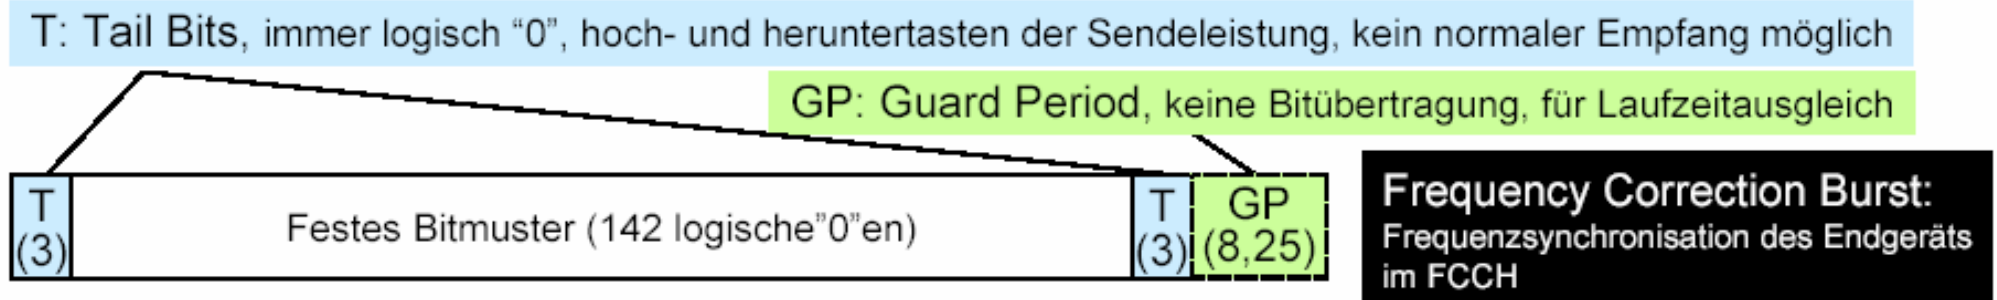 T: Tail Bits, immer logisch “0”, hoch- und heruntertasten der Sendeleistung, kein normaler Empfang möglich
GP: Guard Period, keine Bitübertragung, für Laufzeitausgleich
T
(3)
Festes Bitmuster (142 logische”0”en)
T
(3)
GP
(8,25)
Frequency Correction Burst:
Frequenzsynchronisation des Endgeräts
im FCCH